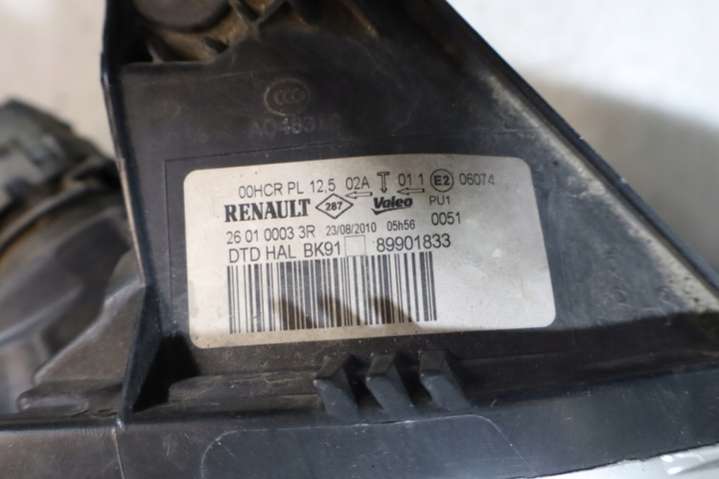 00HCR PL 12,5 02A 01 1 E2 06074
RENAULT 287 Valeo PU1
0051
26 01 0003 3R 23/08/2010 05h56
DTD HAL BK91 89901833